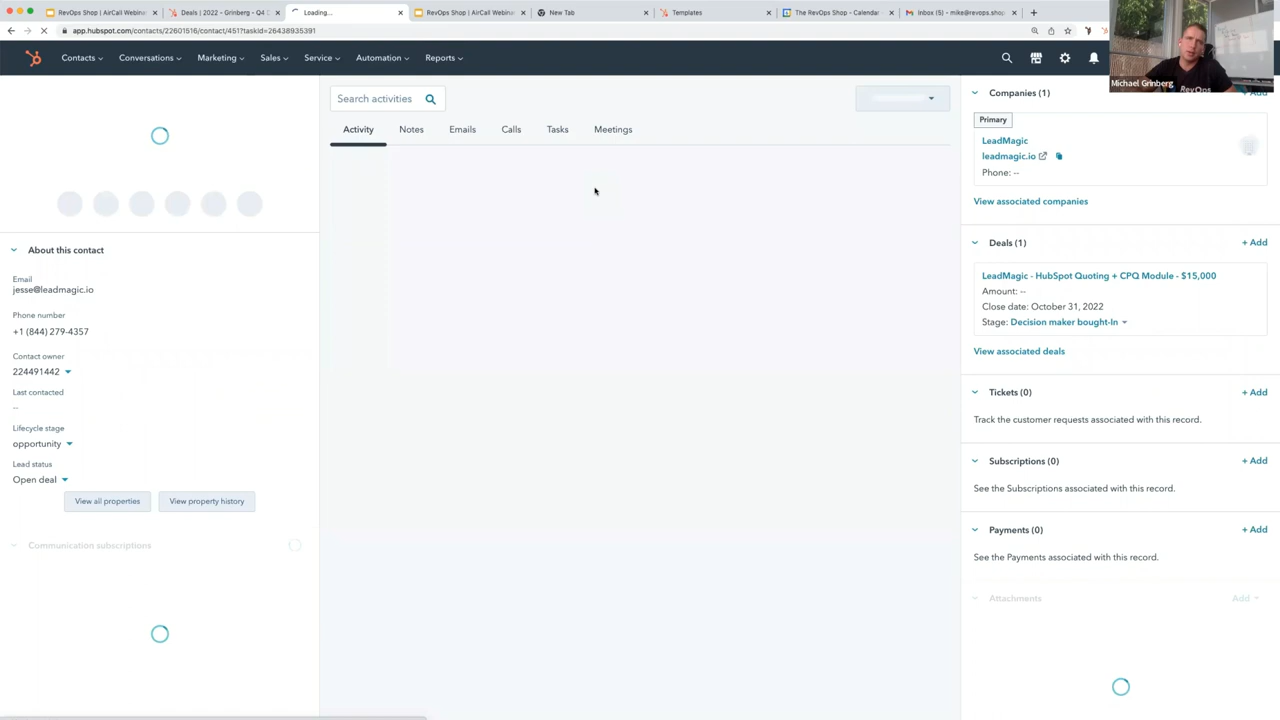 RevOps Shop | AirCall Webinar
Deals | 2022 - Grinberg - Q4 2
Loading...
RevOps Shop | AirCall Webinar
New Tab
Templates
The RevOps Shop - Calendar
Inbox (5) - mike@revops.shop
app.hubspot.com/contacts/22601516/contact/451?taskId=26438935391
Contacts
Conversations
Marketing
Sales
Service
Automation
Reports
Michael Grinberg
RevOps
Search activities
Activity
Notes
Emails
Calls
Tasks
Meetings
About this contact
Email
jesse@leadmagic.io
Phone number
+1 (844) 279-4357
Contact owner
224491442
Last contacted
--
Lifecycle stage
opportunity
Lead status
Open deal
View all properties
View property history
Communication subscriptions
Companies (1)
+ Add
Primary
LeadMagic
leadmagic.io
Phone: --
View associated companies
Deals (1)
+ Add
LeadMagic - HubSpot Quoting + CPQ Module - $15,000
Amount: --
Close date: October 31, 2022
Stage: Decision maker bought-In
View associated deals
Tickets (0)
+ Add
Track the customer requests associated with this record.
Subscriptions (0)
+ Add
See the Subscriptions associated with this record.
Payments (0)
+ Add
See the Payments associated with this record.
Attachments
Add